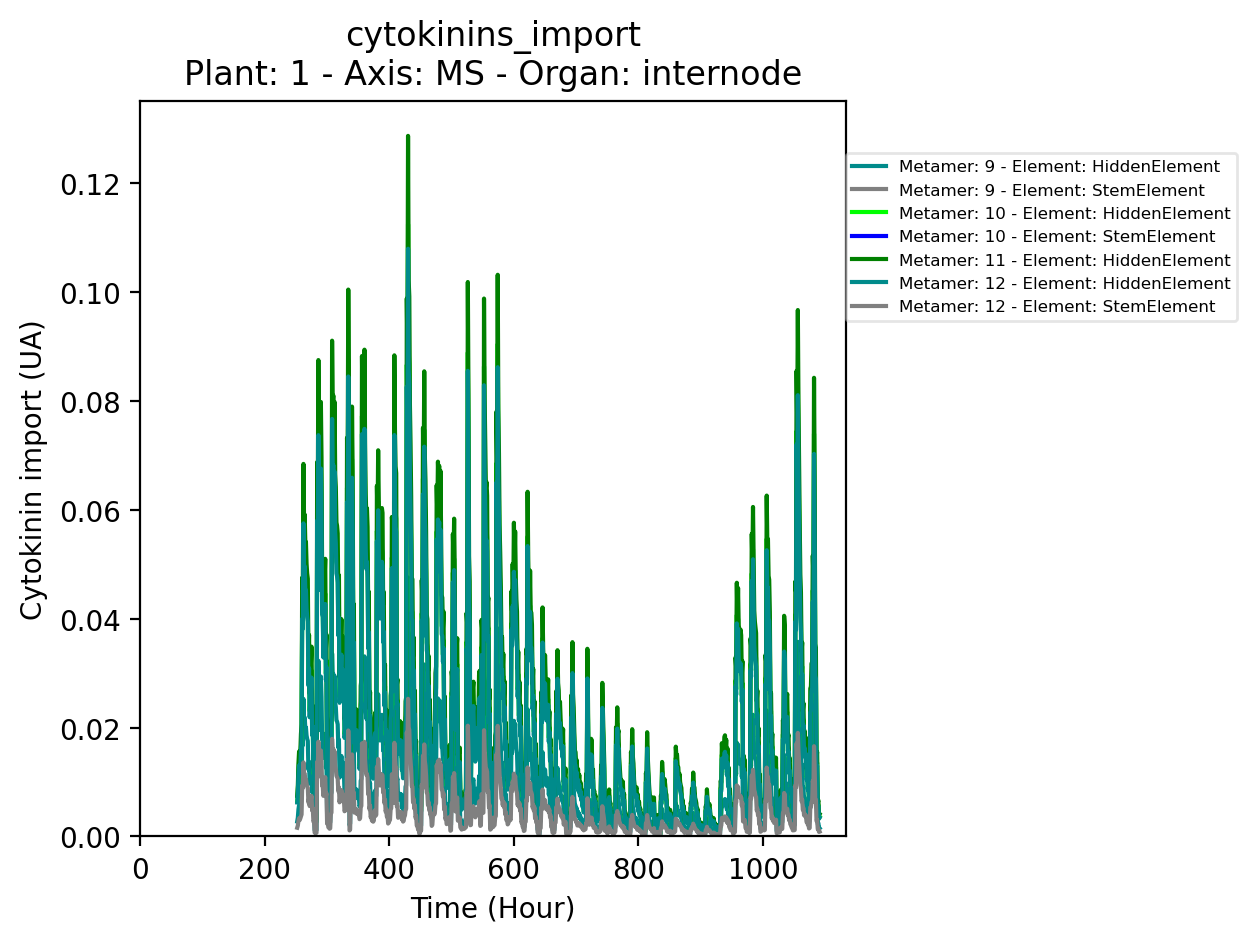 cytokinins_import
Plant: 1 - Axis: MS - Organ: internode
0.12
0.10
0.08
0.06
0.04
0.02
0.00
Cytokinin import (UA)
0 200 400 600 800 1000
Time (Hour)
Metamer: 9 - Element: HiddenElement
Metamer: 9 - Element: StemElement
Metamer: 10 - Element: HiddenElement
Metamer: 10 - Element: StemElement
Metamer: 11 - Element: HiddenElement
Metamer: 12 - Element: HiddenElement
Metamer: 12 - Element: StemElement